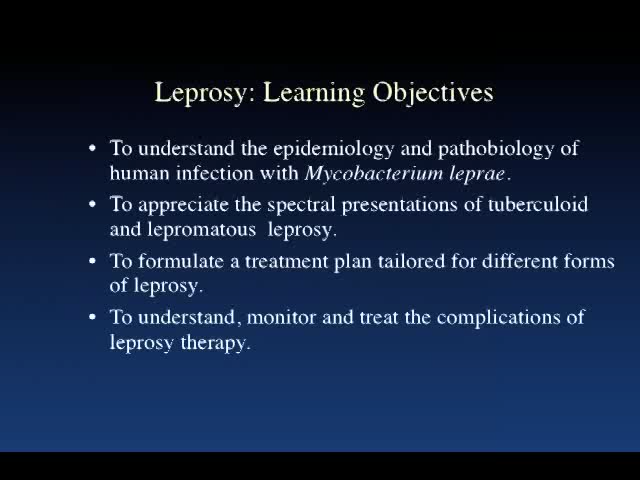 Leprosy: Learning Objectives
• To understand the epidemiology and pathobiology of
human infection with Mycobacterium leprae.
• To appreciate the spectral presentations of tuberculoid
and lepromatous  leprosy.
• To formulate a treatment plan tailored for different forms
of leprosy.
• To understand, monitor and treat the complications of
leprosy therapy.